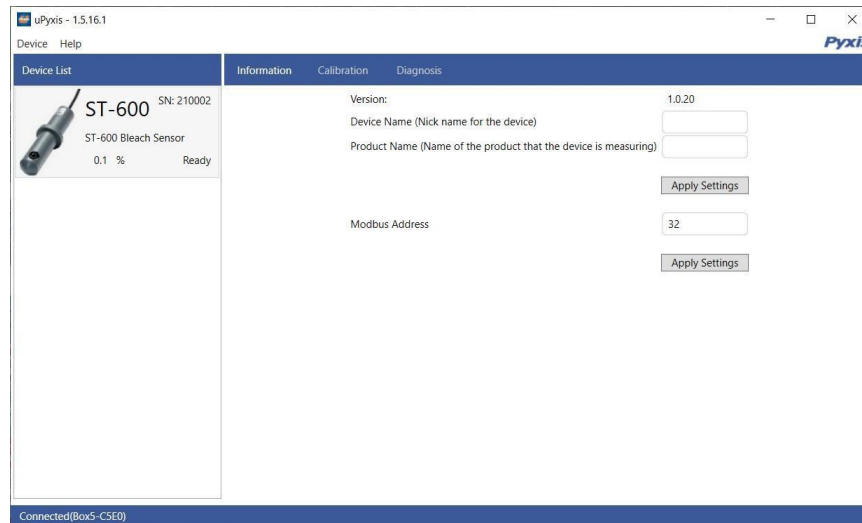 uPyxis - 1.5.16.1
Device Help
Device List
Information Calibration Diagnosis
ST-600 SN: 210002
ST-600 Bleach Sensor
0.1 % Ready
Version: 1.0.20
Device Name (Nick name for the device)
Product Name (Name of the product that the device is measuring)
Apply Settings
Modbus Address 32
Apply Settings
Connected(Box5-C5E0)